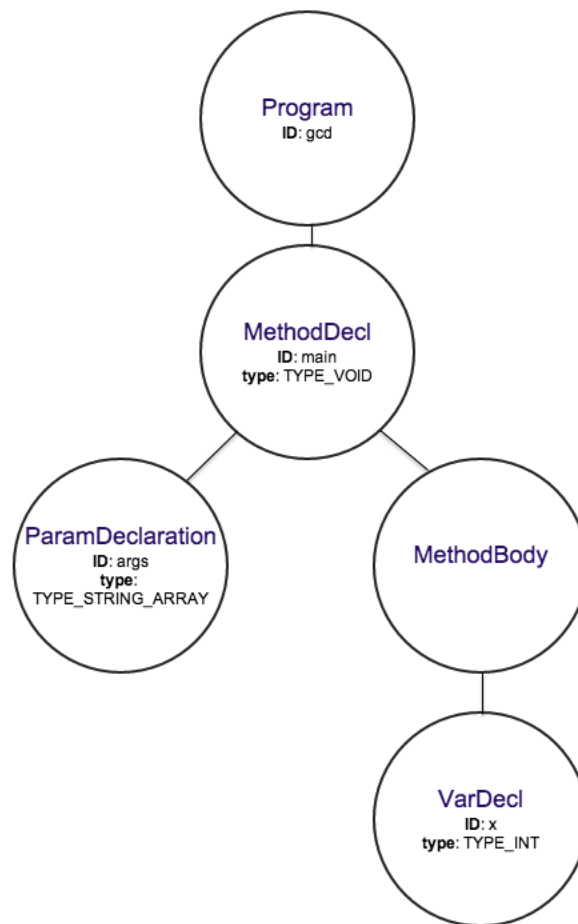 Program
ID: gcd
MethodDecl
ID: main
type: TYPE_VOID
ParamDeclaration
ID: args
type:
TYPE_STRING_ARRAY
MethodBody
VarDecl
ID: x
type: TYPE_INT